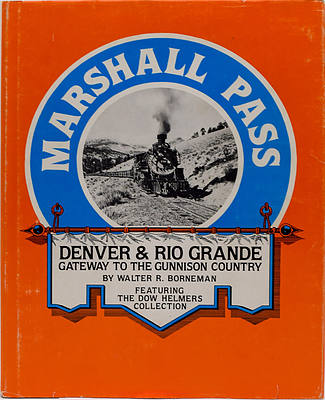 MARSHALL PASS
DENVER & RIO GRANDE
GATEWAY TO THE GUNNISON COUNTRY
BY WALTER R. BORNEMAN
FEATURING
THE DOW HELMERS
COLLECTION